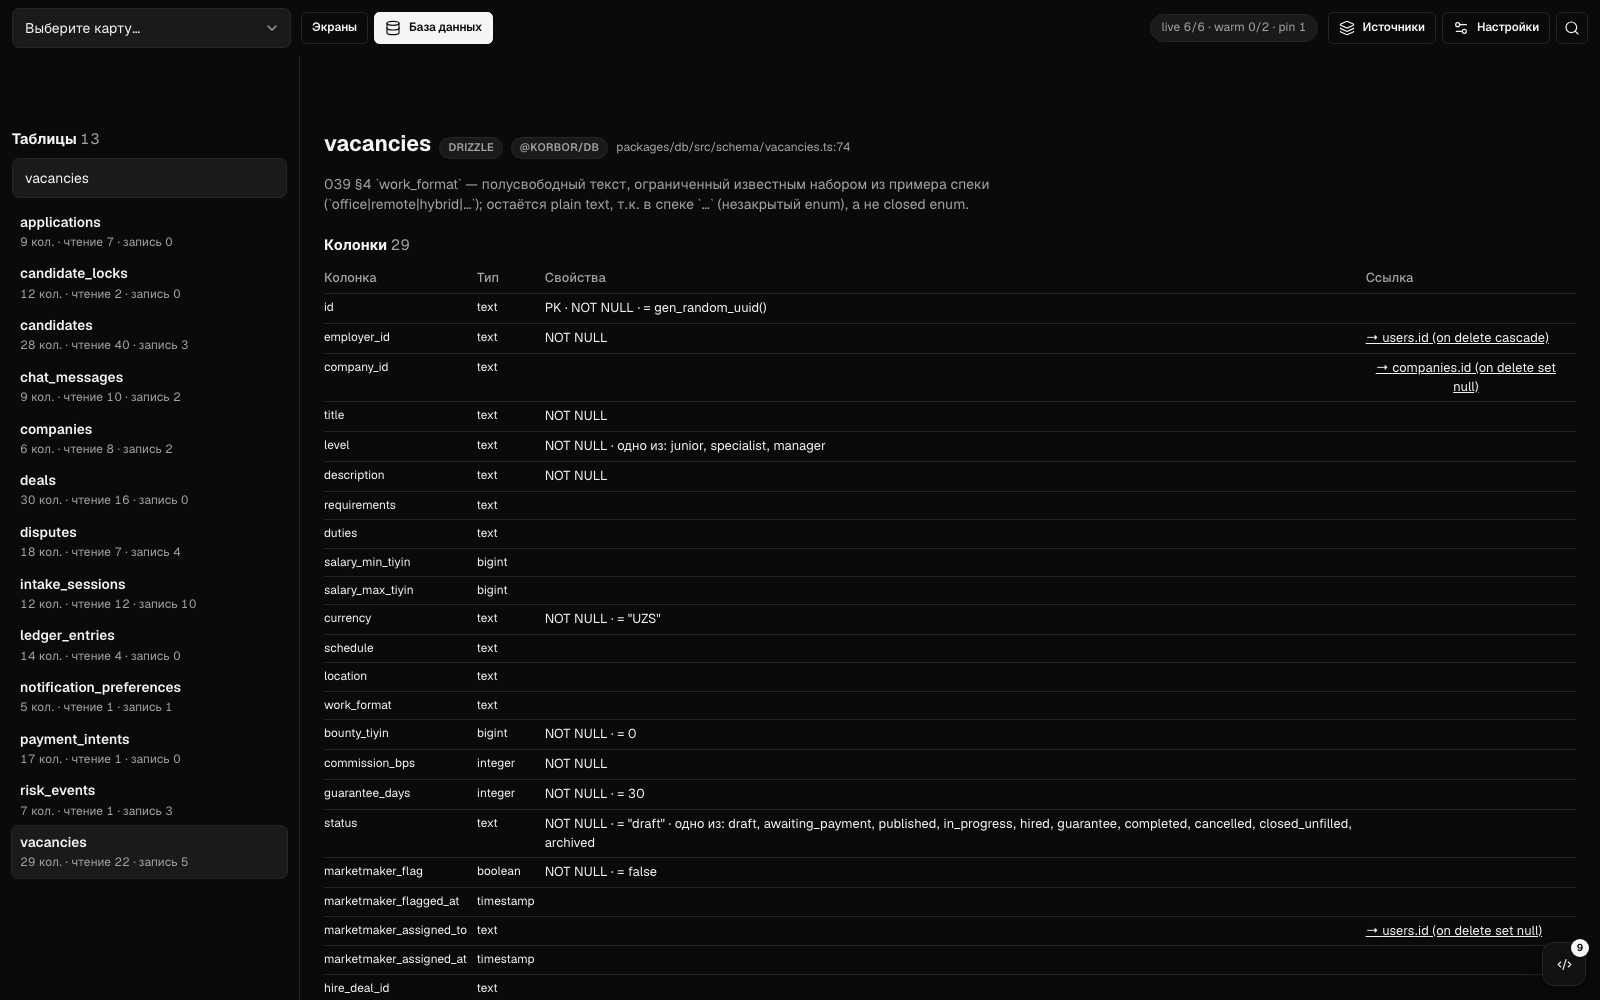 Выберите карту...
Экраны
База данных
live 6/6 · warm 0/2 · pin 1
Источники
Настройки
Таблицы 13
vacancies
applications
9 кол. · чтение 7 · запись 0
candidate_locks
12 кол. · чтение 2 · запись 0
candidates
28 кол. · чтение 40 · запись 3
chat_messages
9 кол. · чтение 10 · запись 2
companies
6 кол. · чтение 8 · запись 2
deals
30 кол. · чтение 16 · запись 0
disputes
18 кол. · чтение 7 · запись 4
intake_sessions
12 кол. · чтение 12 · запись 10
ledger_entries
14 кол. · чтение 4 · запись 0
notification_preferences
5 кол. · чтение 1 · запись 1
payment_intents
17 кол. · чтение 1 · запись 0
risk_events
7 кол. · чтение 1 · запись 3
vacancies
29 кол. · чтение 22 · запись 5
vacancies DRIZZLE @KORBOR/DB packages/db/src/schema/vacancies.ts:74
039 §4 `work_format` — полусвободный текст, ограниченный известным набором из примера спеки
(`office|remote|hybrid|…`); остаётся plain text, т.к. в спеке `…` (незакрытый enum), а не closed enum.
Колонки 29
Колонка Тип Свойства Ссылка
id text PK · NOT NULL · = gen_random_uuid()
employer_id text NOT NULL → users.id (on delete cascade)
company_id text → companies.id (on delete set
null)
title text NOT NULL
level text NOT NULL · одно из: junior, specialist, manager
description text NOT NULL
requirements text
duties text
salary_min_tiyin bigint
salary_max_tiyin bigint
currency text NOT NULL · = "UZS"
schedule text
location text
work_format text
bounty_tiyin bigint NOT NULL · = 0
commission_bps integer NOT NULL
guarantee_days integer NOT NULL · = 30
status text NOT NULL · = "draft" · одно из: draft, awaiting_payment, published, in_progress, hired, guarantee, completed, cancelled, closed_unfilled,
archived
marketmaker_flag boolean NOT NULL · = false
marketmaker_flagged_at timestamp
marketmaker_assigned_to text → users.id (on delete set null)
marketmaker_assigned_at timestamp
hire_deal_id text
9